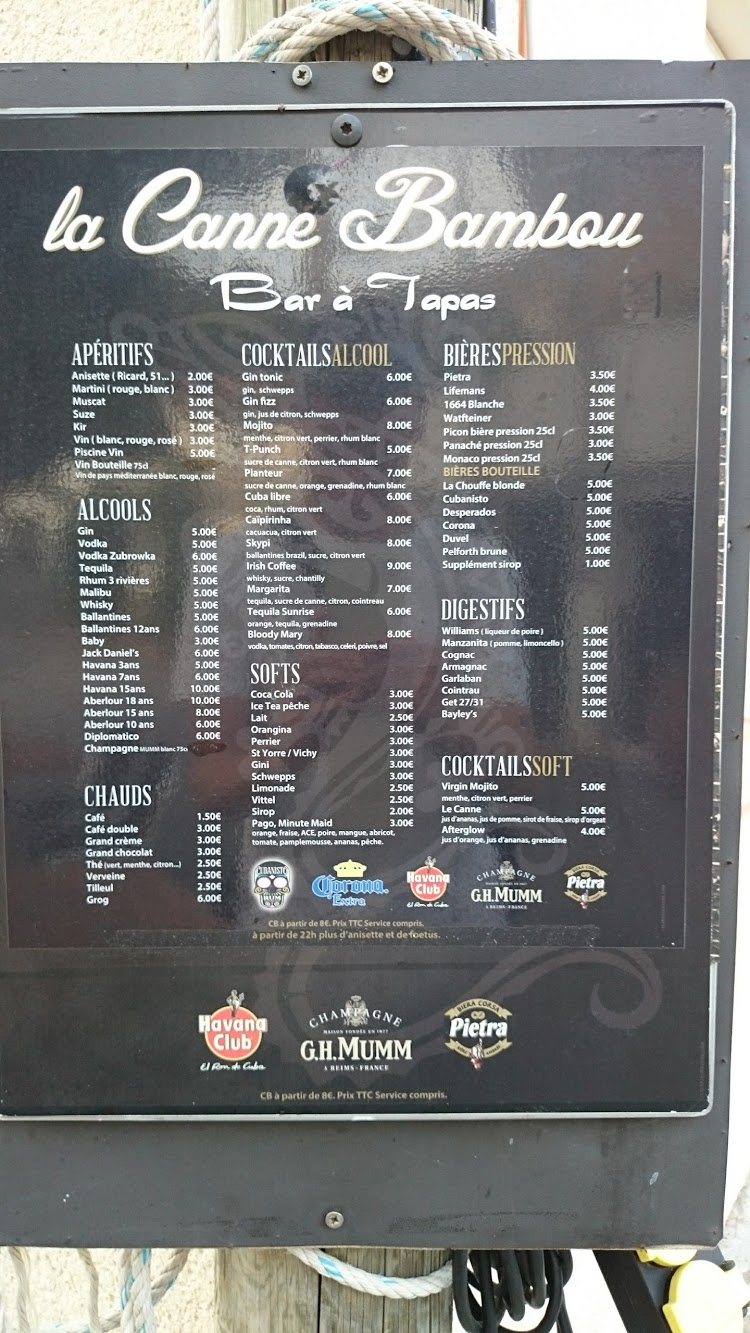 la Canne Bambou
Bar à Tapas
APÉRITIFS
Anisette ( Ricard, 51... ) 2.00€
Martini ( rouge, blanc ) 3.00€
Muscat 3.00€
Suze 3.00€
Kir 3.00€
Vin ( blanc, rouge, rosé ) 3.00€
Piscine Vin 5.00€
Vin Bouteille 75cl
Vin de pays méditerranée blanc, rouge, rosé
ALCOOLS
Gin 5.00€
Vodka 5.00€
Vodka Zubrowka 6.00€
Tequila 5.00€
Rhum 3 rivières 5.00€
Malibu 5.00€
Whisky 5.00€
Ballantines 5.00€
Ballantines 12ans 6.00€
Baby 3.00€
Jack Daniel's 6.00€
Havana 3ans 5.00€
Havana 7ans 6.00€
Havana 15ans 10.00€
Aberlour 18 ans 10.00€
Aberlour 15 ans 8.00€
Aberlour 10 ans 6.00€
Diplomatico 6.00€
Champagne MUMM blanc 75cl
CHAUDS
Café 1.50€
Café double 3.00€
Grand crème 3.00€
Grand chocolat 3.00€
Thé (vert, menthe, citron...) 2.50€
Verveine 2.50€
Tilleul 2.50€
Grog 6.00€
COCKTAILSALCOOL
Gin tonic 6.00€
gin, schwepps
Gin fizz 6.00€
gin, jus de citron, schwepps
Mojito 8.00€
menthe, citron vert, perrier, rhum blanc
T-Punch 5.00€
sucre de canne, citron vert, rhum blanc
Planteur 7.00€
sucre de canne, orange, grenadine, rhum blanc
Cuba libre 6.00€
coca, rhum, citron vert
Caïpirinha 8.00€
cacuacua, citron vert
Skypi 8.00€
ballantines brazil, sucre, citron vert
Irish Coffee 9.00€
whisky, sucre, chantilly
Margarita 7.00€
tequila, sucre de canne, citron, cointreau
Tequila Sunrise 6.00€
orange, tequila, grenadine
Bloody Mary 8.00€
vodka, tomates, citron, tabasco, celeri, poivre, sel
SOFTS
Coca Cola 3.00€
Ice Tea pêche 3.00€
Lait 2.50€
Orangina 3.00€
Perrier 3.00€
St Yorre / Vichy 3.00€
Gini 3.00€
Schwepps 3.00€
Limonade 2.50€
Vittel 2.50€
Sirop 2.00€
Pago, Minute Maid 3.00€
orange, fraise, ACE, poire, mangue, abricot,
tomate, pamplemousse, ananas, pêche.
BIÈRESPRESSION
Pietra 3.50€
Lifemans 4.00€
1664 Blanche 3.50€
Watfteiner 3.00€
Picon bière pression 25cl 3.50€
Panaché pression 25cl 3.00€
Monaco pression 25cl 3.50€
BIÈRES BOUTEILLE
La Chouffe blonde 5.00€
Cubanisto 5.00€
Desperados 5.00€
Corona 5.00€
Duvel 5.00€
Pelforth brune 5.00€
Supplément sirop 1.00€
DIGESTIFS
Williams ( liqueur de poire ) 5.00€
Manzanita ( pomme, limoncello ) 5.00€
Cognac 5.00€
Armagnac 5.00€
Garlaban 5.00€
Cointrau 5.00€
Get 27/31 5.00€
Bayley's 5.00€
COCKTAILSSOFT
Virgin Mojito 5.00€
menthe, citron vert, perrier
Le Canne 5.00€
jus d'ananas, jus de pomme, sirot de fraise, sirop d'orgeat
Afterglow 4.00€
jus d'orange, jus d'ananas, grenadine
CUBANISTO
RUM
Corona
Extra
Havana
Club
El Ron de Cuba
CHAMPAGNE
G.H.MUMM
A REIMS - FRANCE
BIERA CORSA
Pietra
CB à partir de 8€. Prix TTC Service compris.
à partir de 22h plus d'anisette et de foetus.
Havana
Club
El Ron de Cuba
CHAMPAGNE
MAISON FONDÉE EN 1827
G.H.MUMM
A REIMS - FRANCE
BIERA CORSA
Pietra
CB à partir de 8€. Prix TTC Service compris.